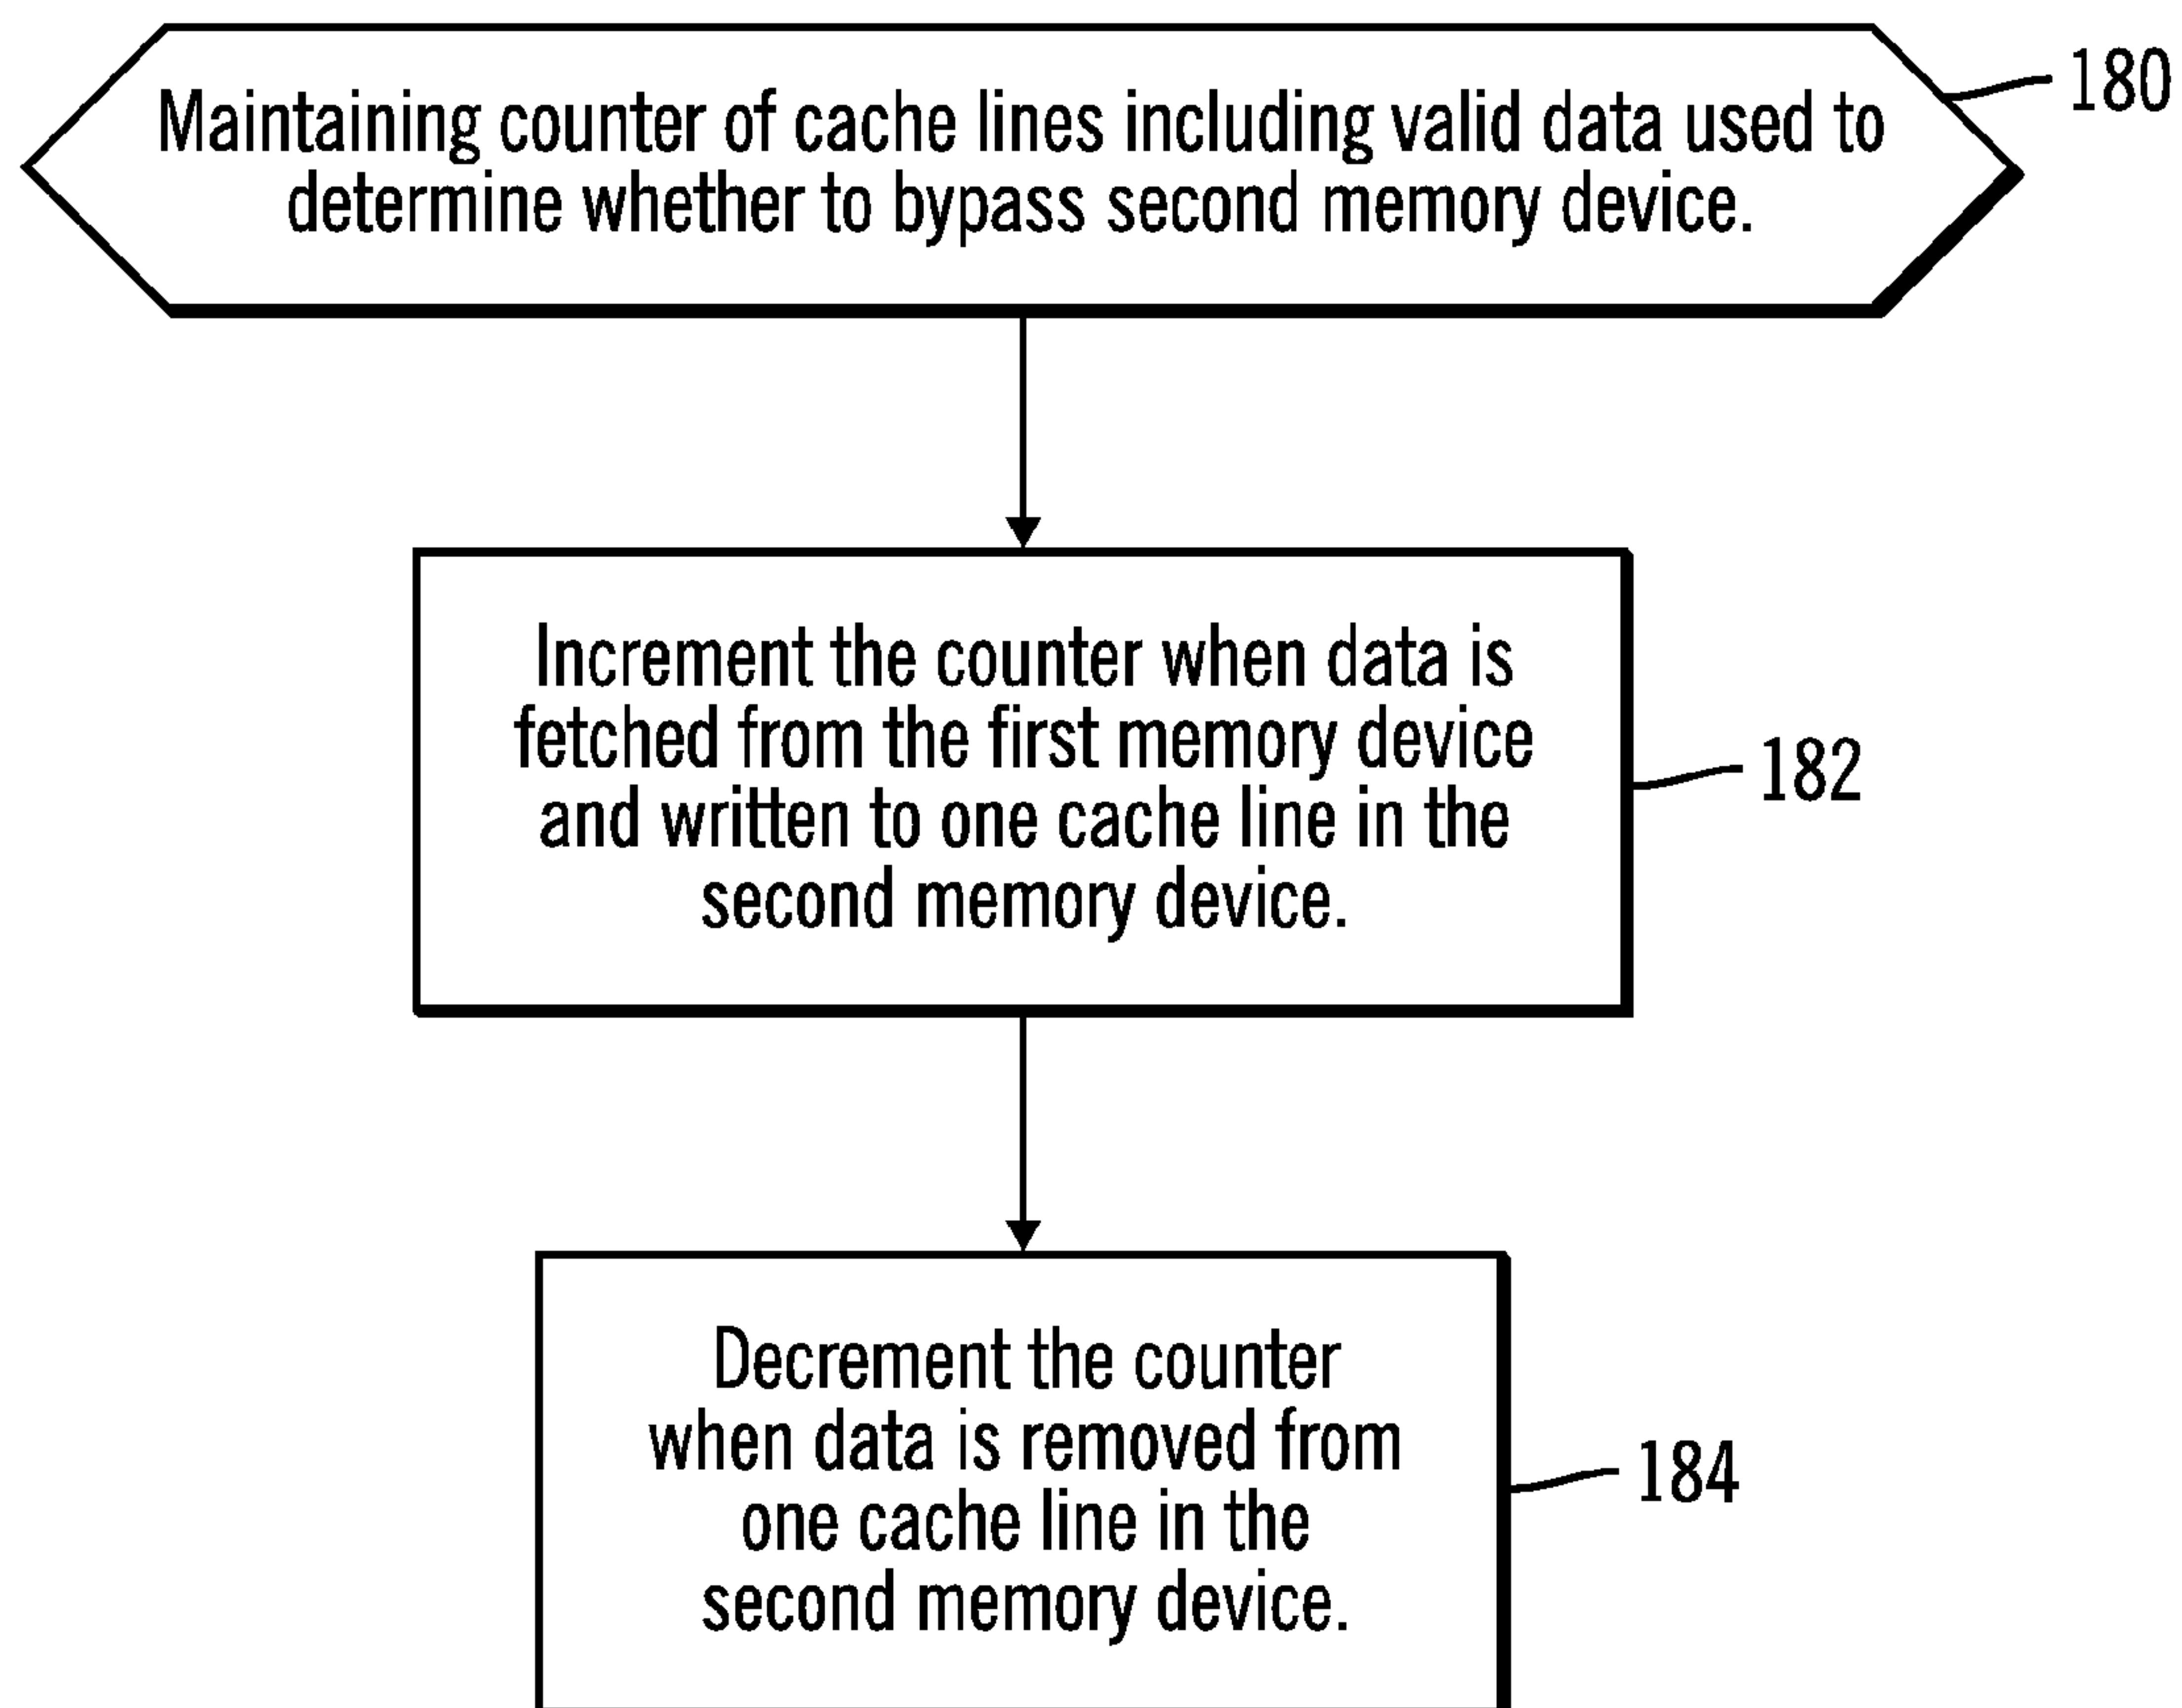 Maintaining counter of cache lines including valid data used to
determine whether to bypass second memory device.
180
Increment the counter when data is
fetched from the first memory device
and written to one cache line in the
second memory device.
182
Decrement the counter
when data is removed from
one cache line in the
second memory device.
184